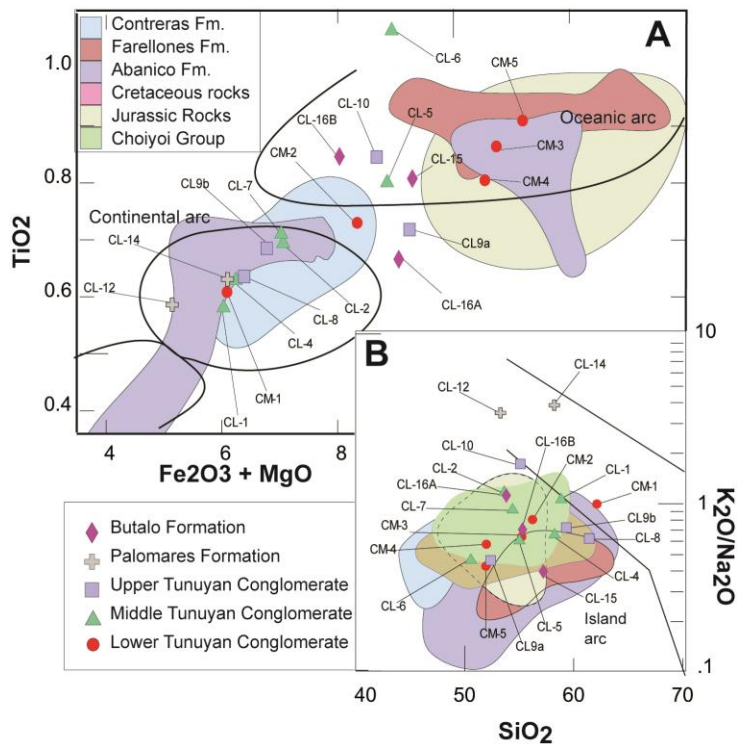 Contreras Fm.
Farellones Fm.
Abanico Fm.
Cretaceous rocks
Jurassic Rocks
Choiyoi Group
A
CL-6
CM-5
CL-10
CL-5
CL-16B
Oceanic arc
CM-2
CL-15
CM-3
CL-7
CM-4
CL9b
Continental arc
CL9a
CL-14
CL-16A
CL-12
CL-2
CL-8
CL-4
CM-1
CL-1
1.0
0.8
0.6
0.4
TiO2
4
6
8
10
Fe2O3 + MgO
B
CL-14
CL-12
CL-16B
CL-10
CM-2
CL-2
CL-1
CL-16A
CM-1
CL-7
CL9b
CM-3
CL-8
CM-4
CL-4
CL-15
CL-6
Island
arc
CL-5
CM-5
CL9a
1
.1
K2O/Na2O
40
50
60
70
SiO2
Butalo Formation
Palomares Formation
Upper Tunuyan Conglomerate
Middle Tunuyan Conglomerate
Lower Tunuyan Conglomerate